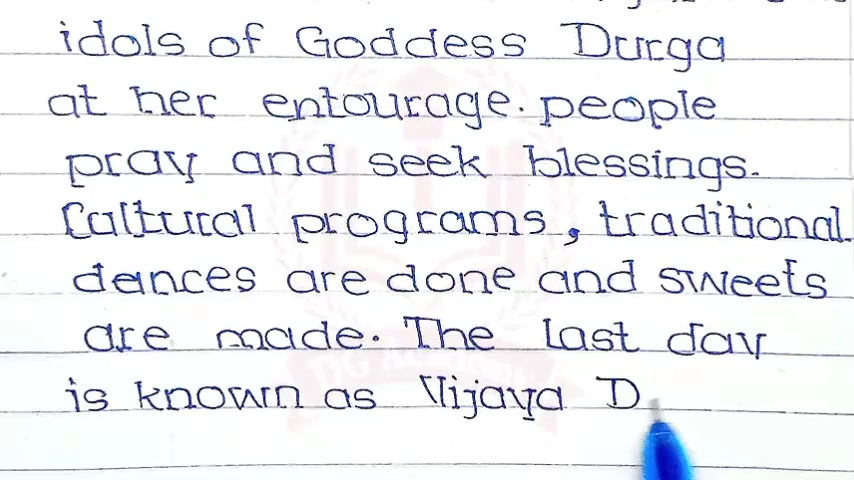 idols of Goddess Durga
at her entourage. people
pray and seek blessings.
Cultural programs, traditional
dances are done and sweets
are made. The last day
is known as Vijaya D